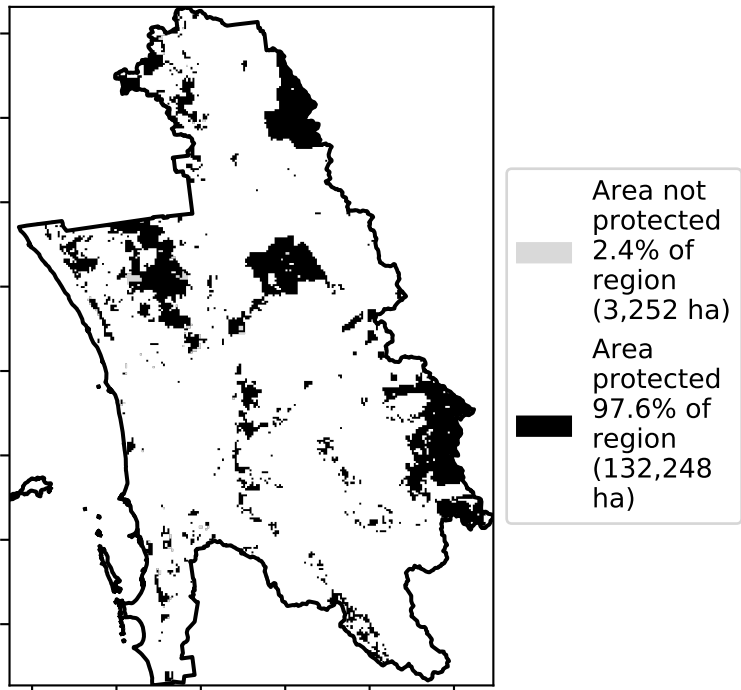 Area not
protected
2.4% of
region
(3,252 ha)
Area
protected
97.6% of
region
(132,248
ha)